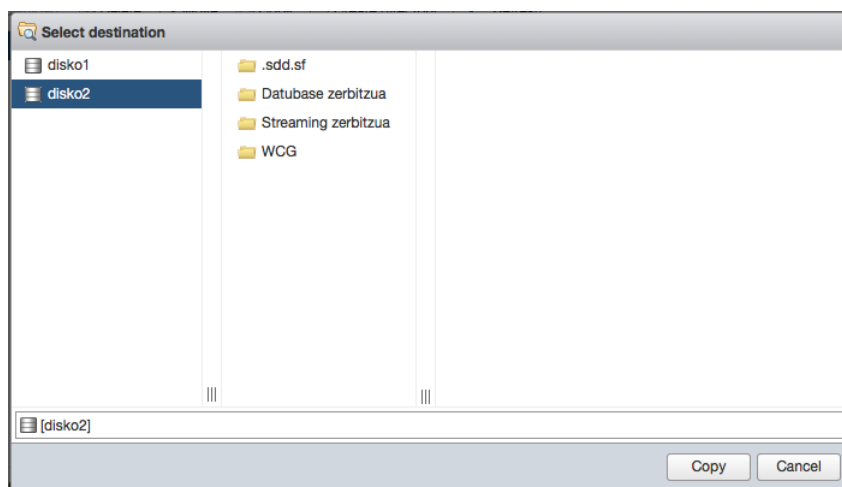 Select destination
disko1
disko2
.sdd.sf
Datubase zerbitzua
Streaming zerbitzua
WCG
[disko2]
Copy
Cancel